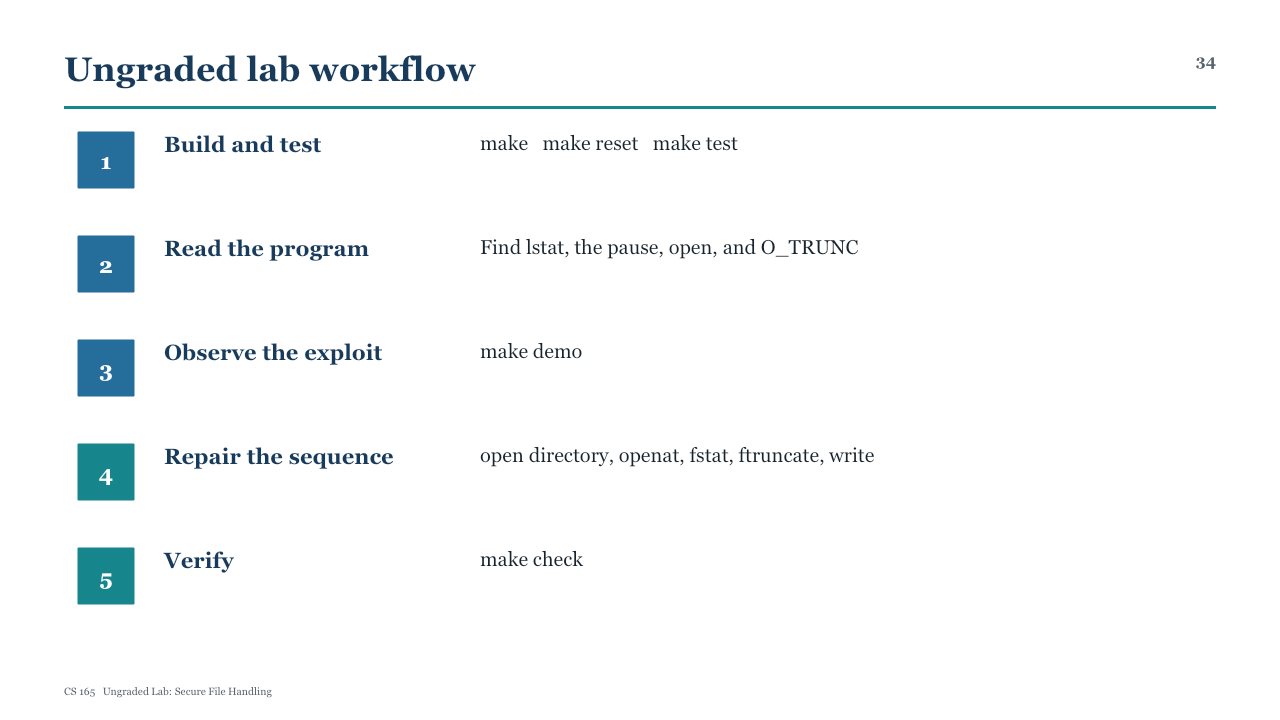 Ungraded lab workflow
34
1 Build and test make make reset make test
2 Read the program Find lstat, the pause, open, and O_TRUNC
3 Observe the exploit make demo
4 Repair the sequence open directory, openat, fstat, ftruncate, write
5 Verify make check
CS 165 Ungraded Lab: Secure File Handling